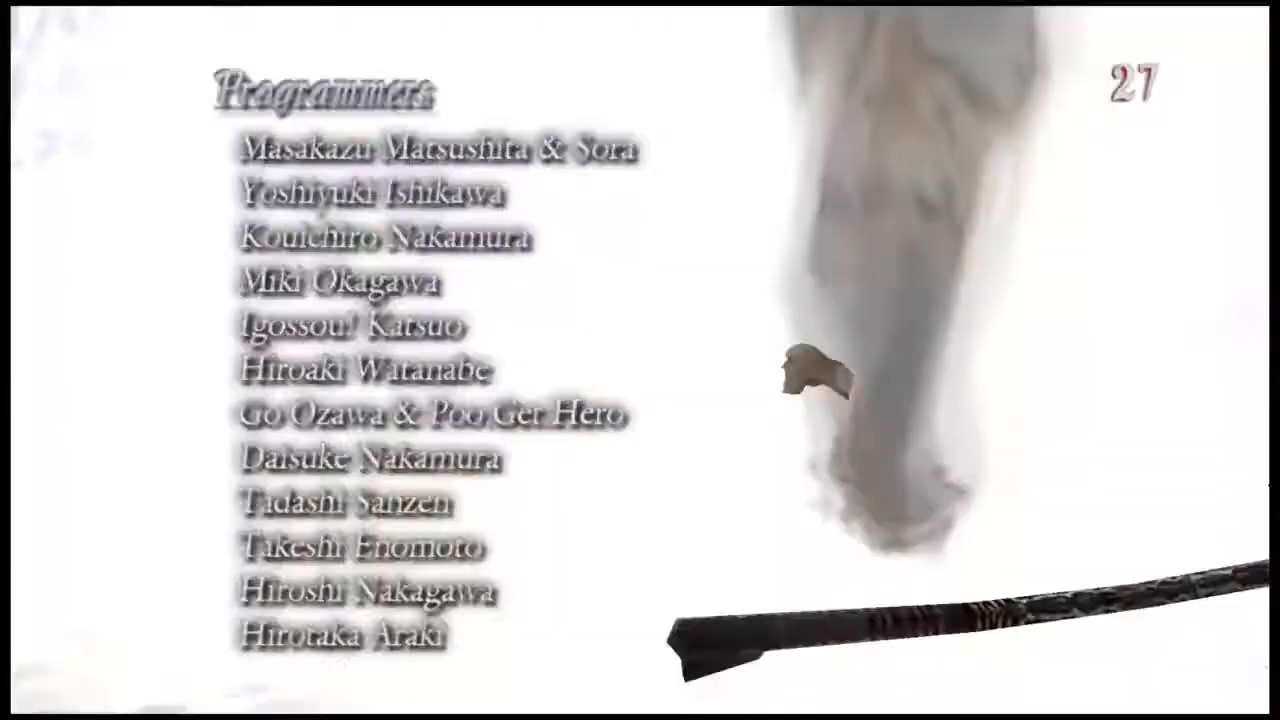 Programmers
27
Masakazu Matsushita & Sora
Yoshiyuki Ishikawa
Kouichiro Nakamura
Miki Okagawa
Igossou! Katsuo
Hiroaki Watanabe
Go Ozawa & Poo Get Hero
Daisuke Nakamura
Tadashi Sanzen
Takeshi Enomoto
Hiroshi Nakagawa
Hirotaka Araki